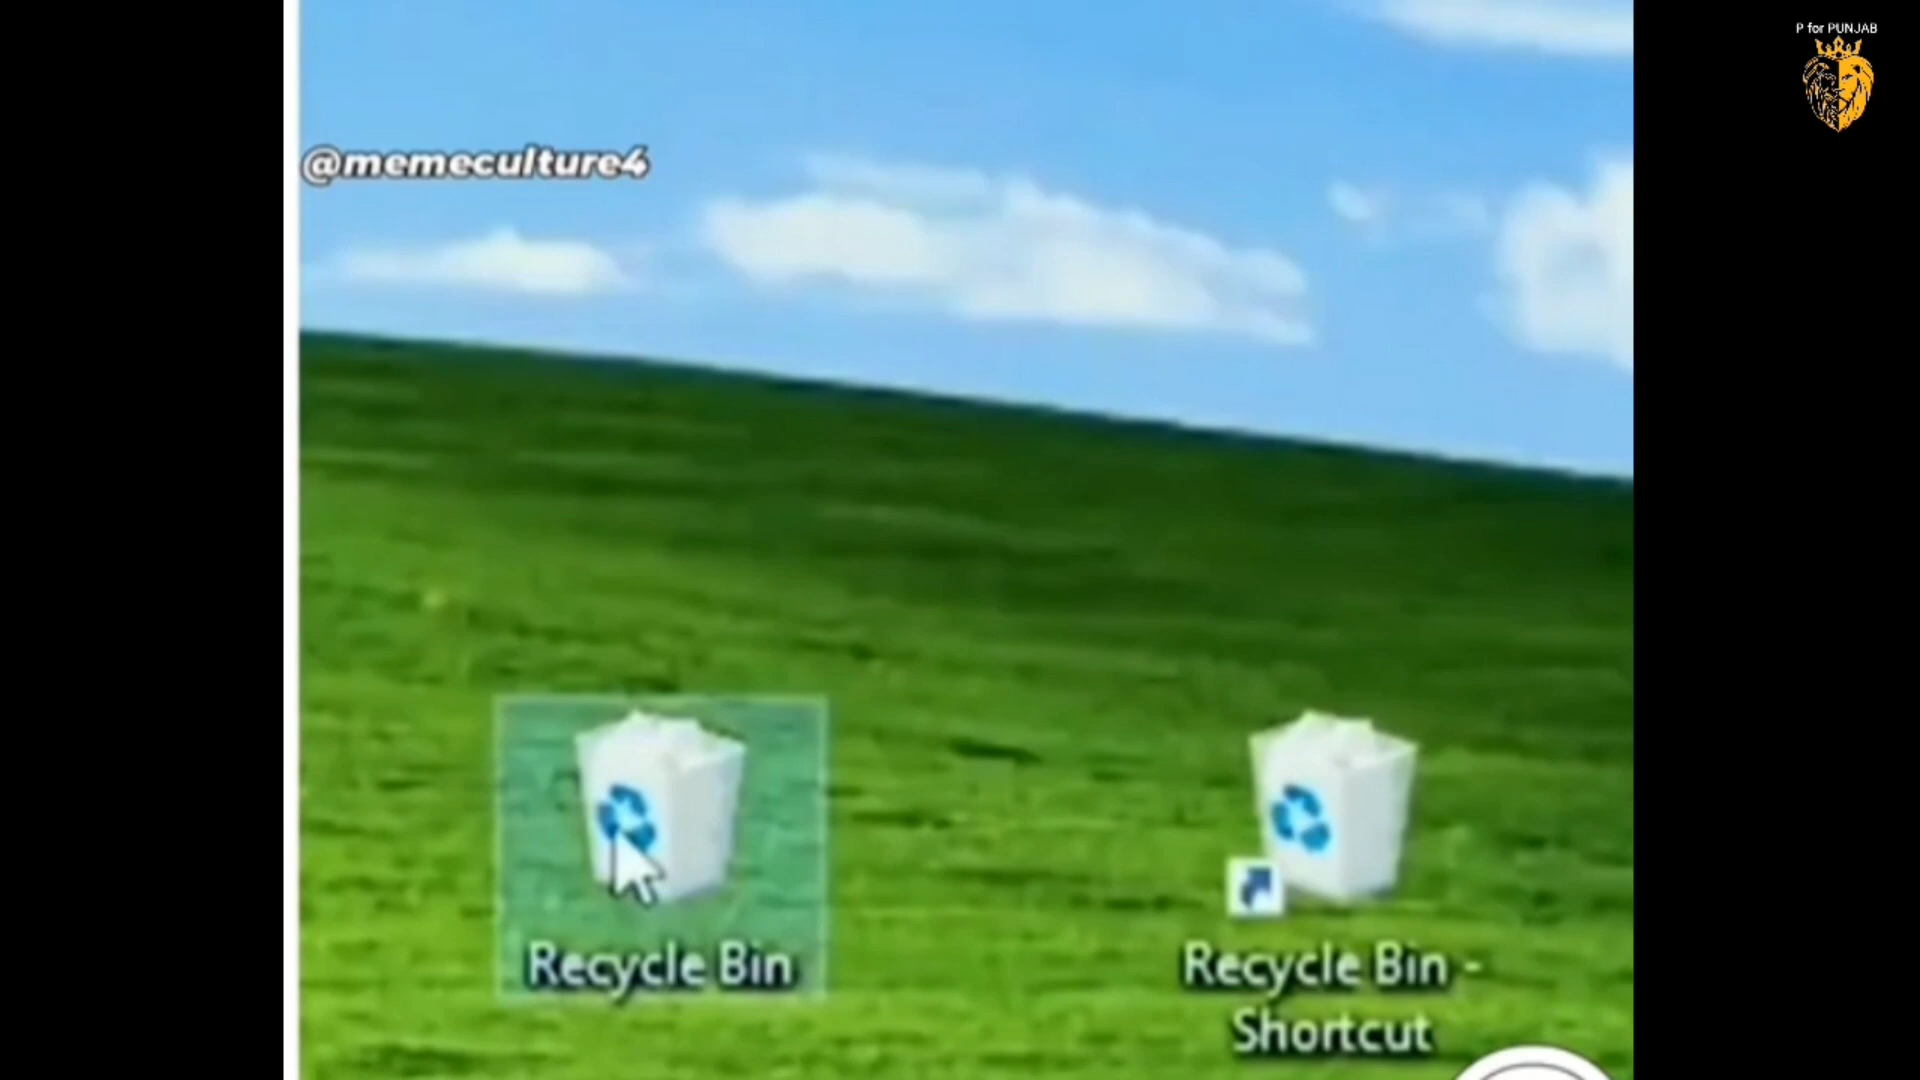 P for PUNJAB
@memeculture4
Recycle Bin
Recycle Bin -
Shortcut